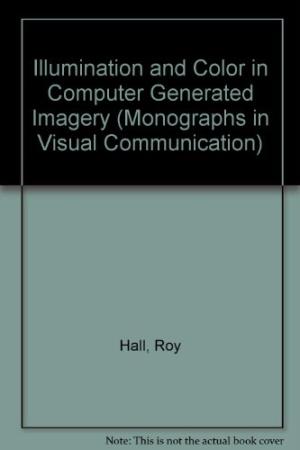 Illumination and Color in
Computer Generated
Imagery (Monographs in
Visual Communication)
Hall, Roy
Note: This is not the actual book cover